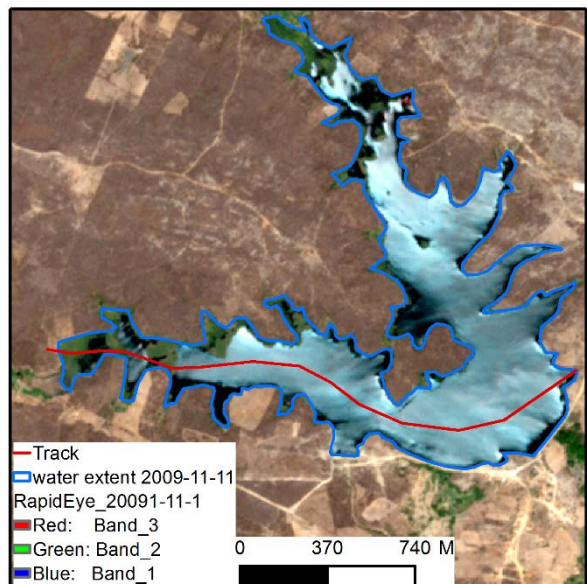 Track
water extent 2009-11-11
RapidEye_20091-11-1
Red: Band_3
Green: Band_2
Blue: Band_1
0 370 740 M